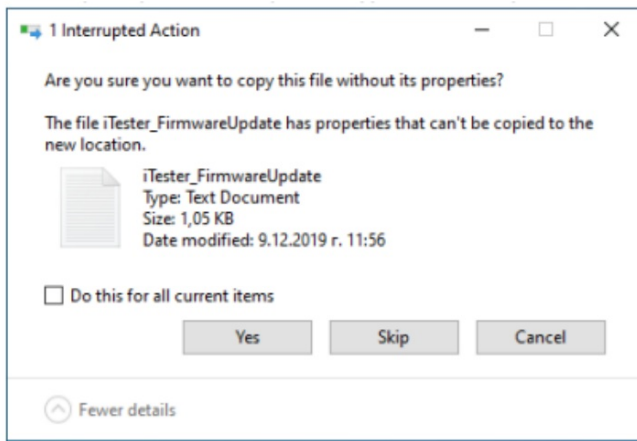 1 Interrupted Action
Are you sure you want to copy this file without its properties?
The file iTester_FirmwareUpdate has properties that can't be copied to the
new location.
iTester_FirmwareUpdate
Type: Text Document
Size: 1,05 KB
Date modified: 9.12.2019 г. 11:56
Do this for all current items
Yes
Skip
Cancel
Fewer details